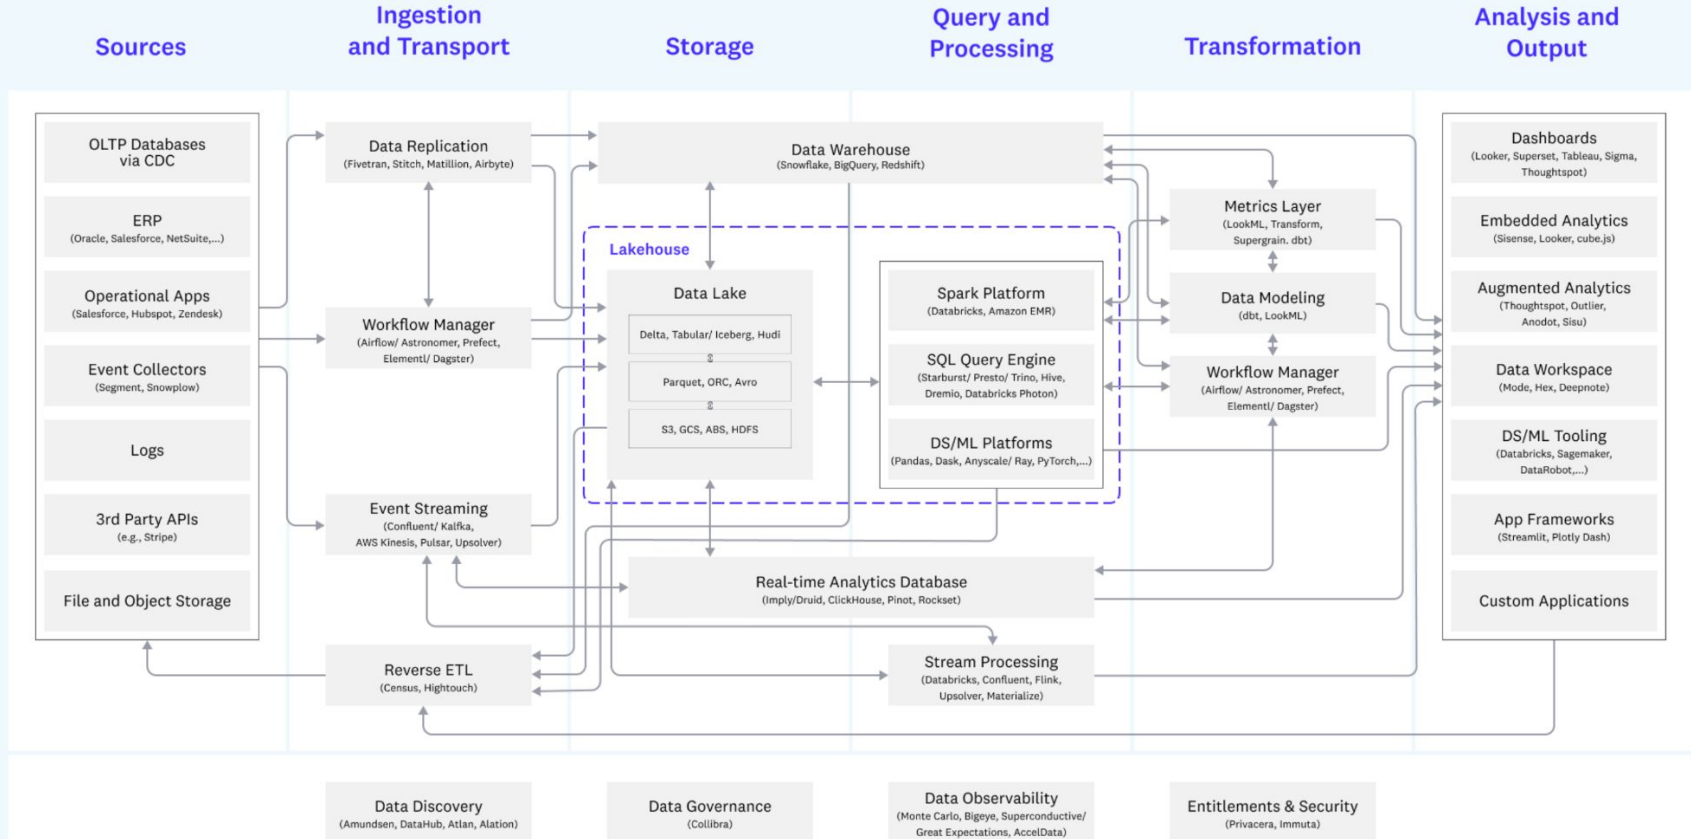 Sources
Ingestion
and Transport
Storage
Query and
Processing
Transformation
Analysis and
Output
OLTP Databases
via CDC
ERP
(Oracle, Salesforce, NetSuite,...)
Operational Apps
(Salesforce, Hubspot, Zendesk)
Event Collectors
(Segment, Snowplow)
Logs
3rd Party APIs
(e.g., Stripe)
File and Object Storage
Data Replication
(Fivetran, Stitch, Matillion, Airbyte)
Workflow Manager
(Airflow/ Astronomer, Prefect,
Elementl/ Dagster)
Event Streaming
(Confluent/ Kalfka,
AWS Kinesis, Pulsar, Upsolver)
Reverse ETL
(Census, Hightouch)
Data Warehouse
(Snowflake, BigQuery, Redshift)
Lakehouse
Data Lake
Delta, Tabular/ Iceberg, Hudi
Parquet, ORC, Avro
S3, GCS, ABS, HDFS
Spark Platform
(Databricks, Amazon EMR)
SQL Query Engine
(Starburst/ Presto/ Trino, Hive,
Dremio, Databricks Photon)
DS/ML Platforms
(Pandas, Dask, Anyscale/ Ray, PyTorch,...)
Real-time Analytics Database
(Imply/Druid, ClickHouse, Pinot, Rockset)
Stream Processing
(Databricks, Confluent, Flink,
Upsolver, Materialize)
Metrics Layer
(LookML, Transform,
Supergrain. dbt)
Data Modeling
(dbt, LookML)
Workflow Manager
(Airflow/ Astronomer, Prefect,
Elementl/ Dagster)
Dashboards
(Looker, Superset, Tableau, Sigma,
Thoughtspot)
Embedded Analytics
(Sisense, Looker, cube.js)
Augmented Analytics
(Thoughtspot, Outlier,
Anodot, Sisu)
Data Workspace
(Mode, Hex, Deepnote)
DS/ML Tooling
(Databricks, Sagemaker,
DataRobot,...)
App Frameworks
(Streamlit, Plotly Dash)
Custom Applications
Data Discovery
(Amundsen, DataHub, Atlan, Alation)
Data Governance
(Collibra)
Data Observability
(Monte Carlo, Bigeye, Superconductive/
Great Expectations, AccelData)
Entitlements & Security
(Privacera, Immuta)